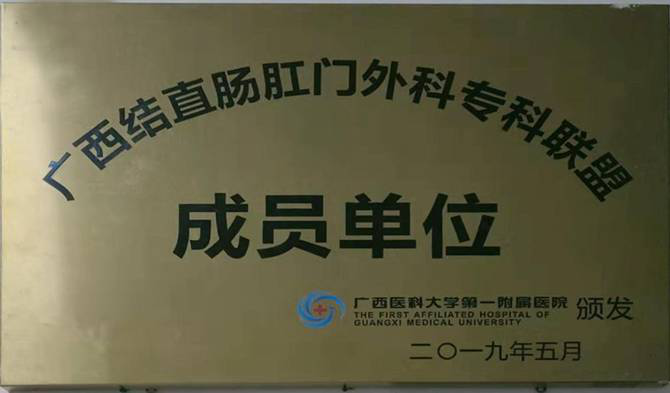 广西结直肠肛门外科专科联盟
成员单位
广西医科大学第一附属医院 颁发
THE FIRST AFFILIATED HOSPITAL OF
GUANGXI MEDICAL UNIVERSITY
二〇一九年五月